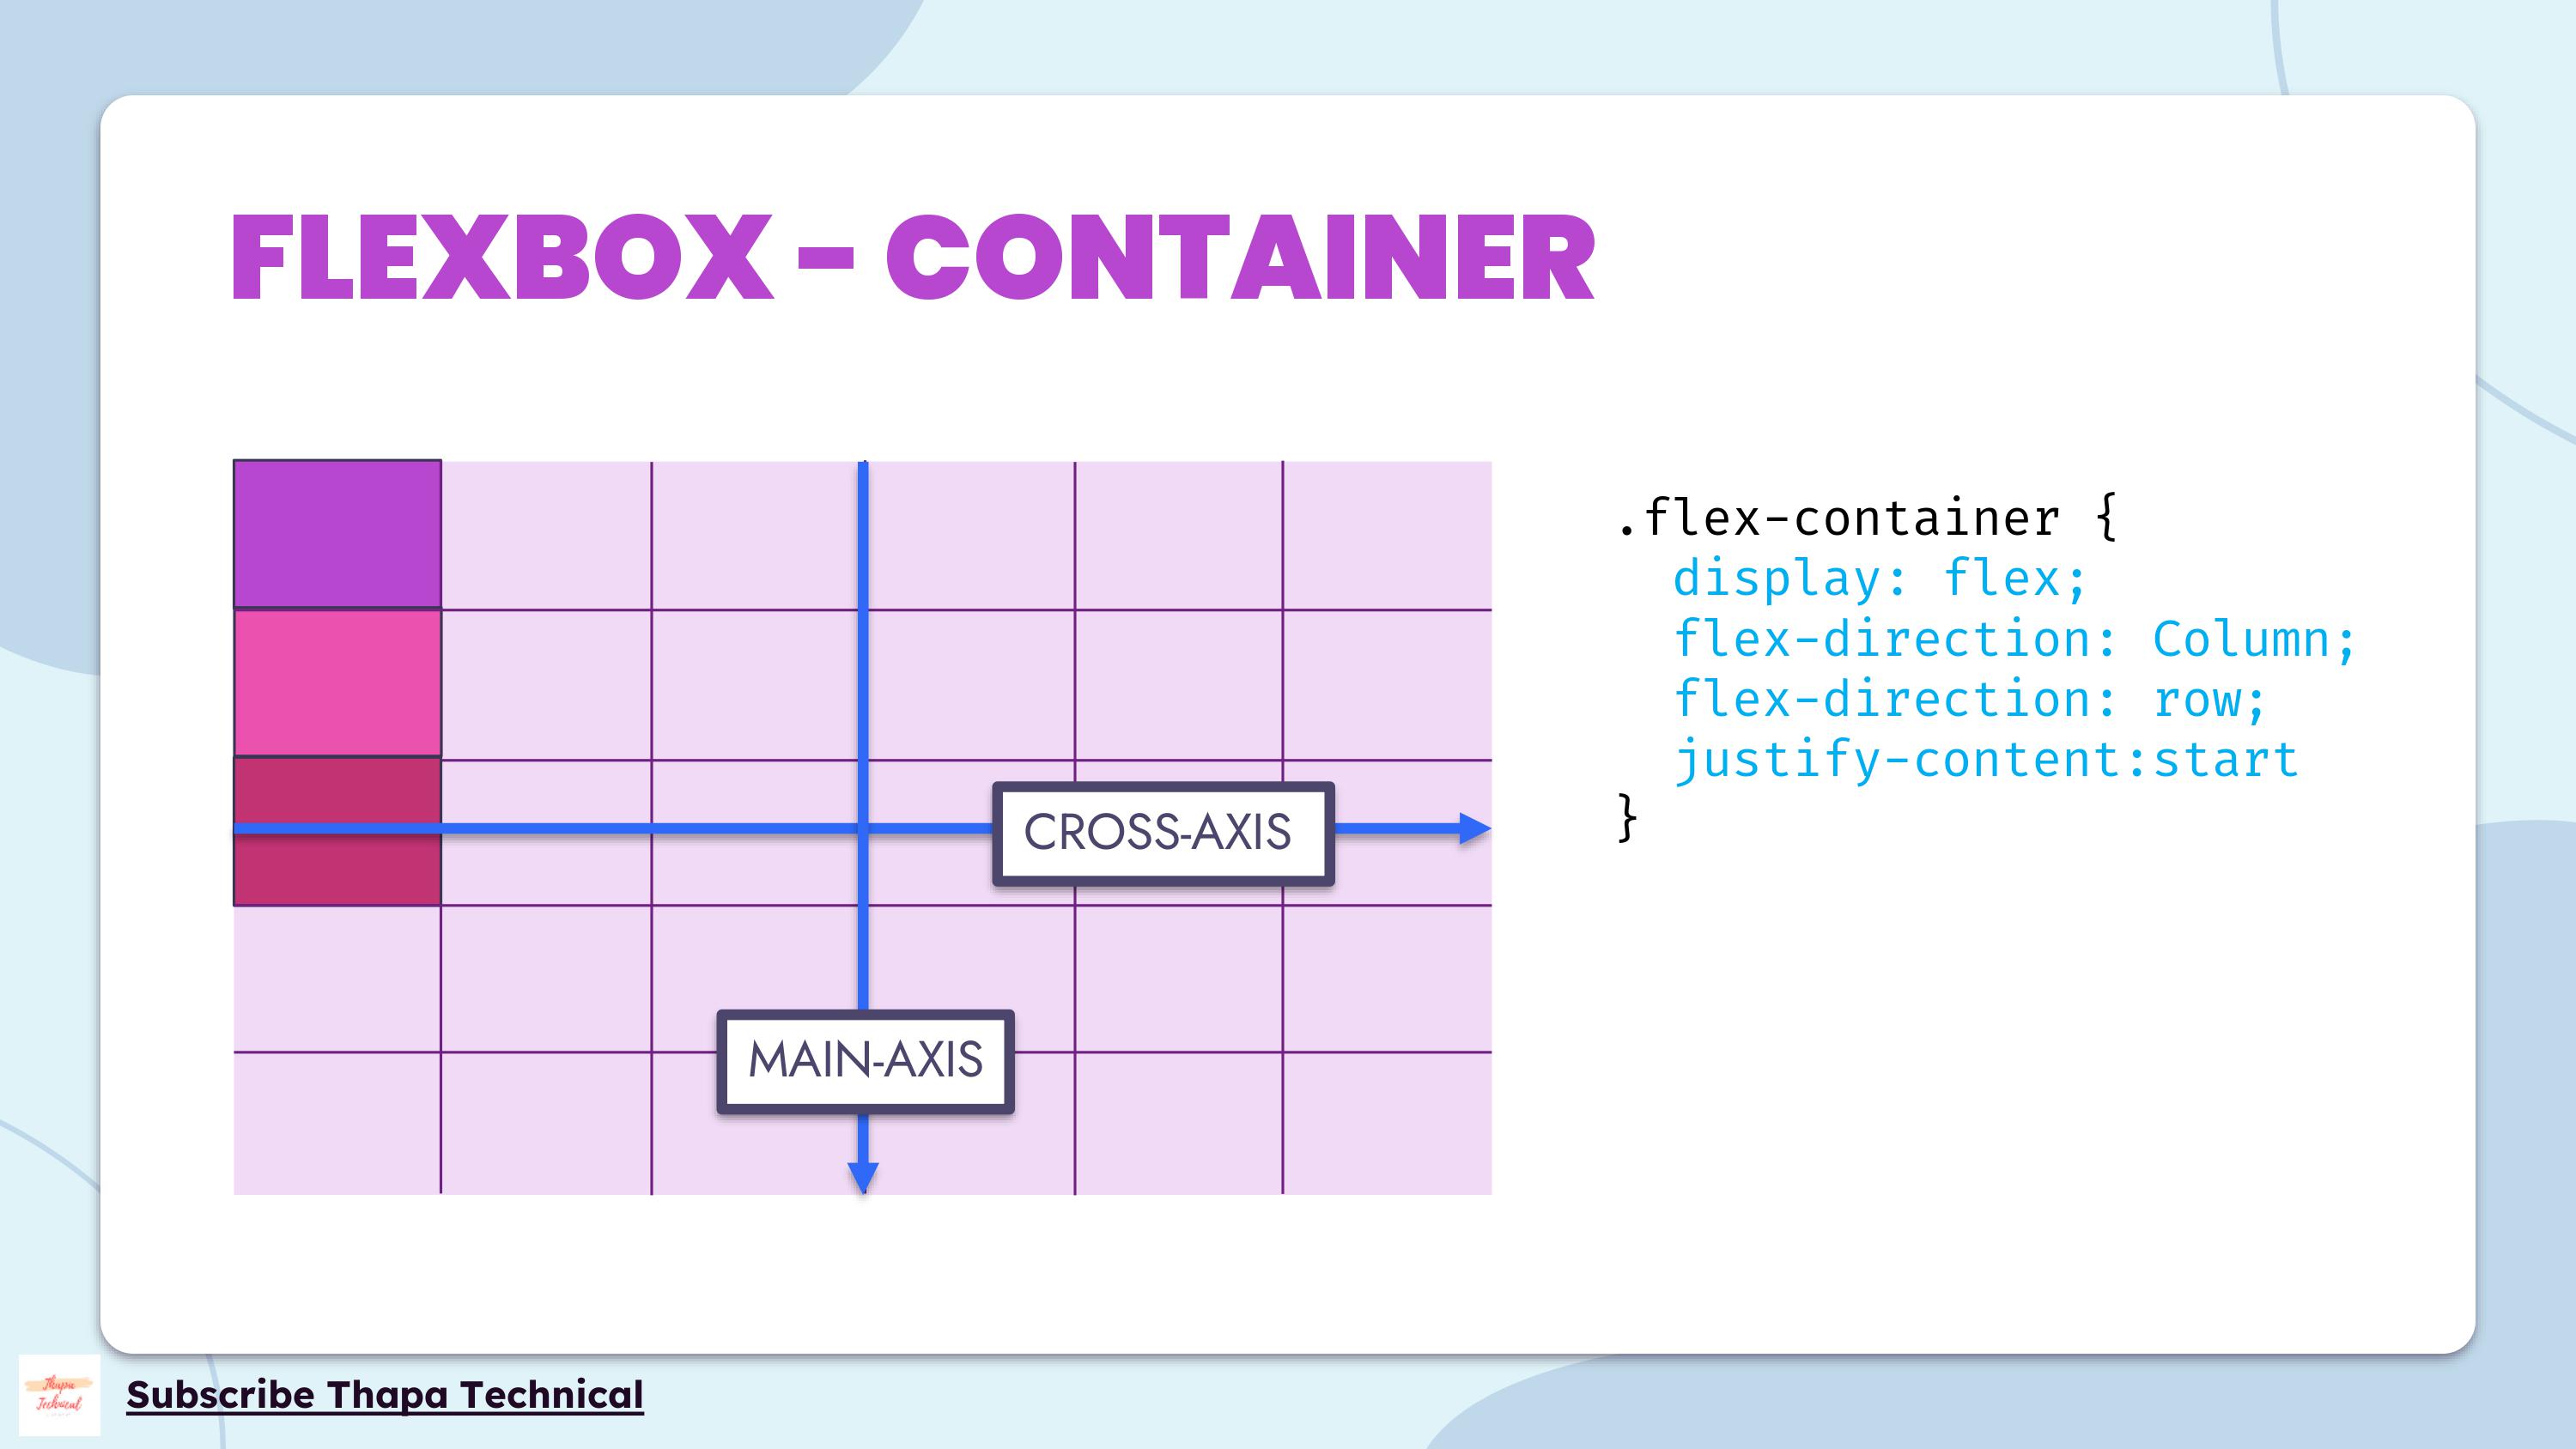 FLEXBOX - CONTAINER
.flex-container {
display: flex;
flex-direction: Column;
flex-direction: row;
justify-content:start
}
CROSS-AXIS
MAIN-AXIS
Thapa
Technical
Subscribe Thapa Technical